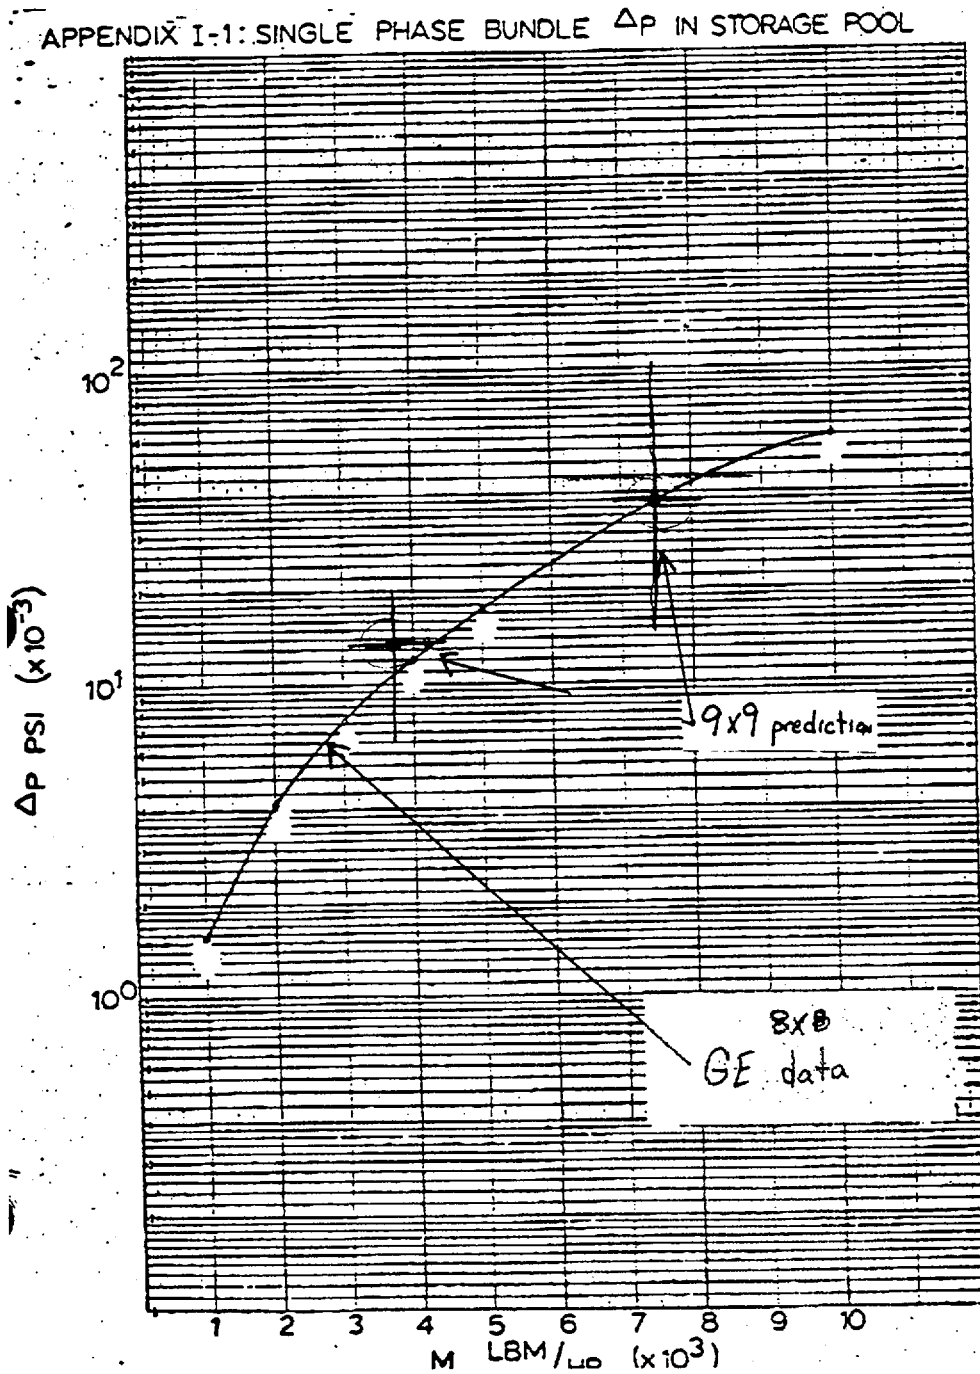 APPENDIX I-1: SINGLE PHASE BUNDLE ΔP IN STORAGE POOL
10²
10¹
10⁰
ΔP PSI (x10⁻³)
9x9 prediction
8x8
GE data
1 2 3 4 5 6 7 8 9 10
M LBM/ (x10³)